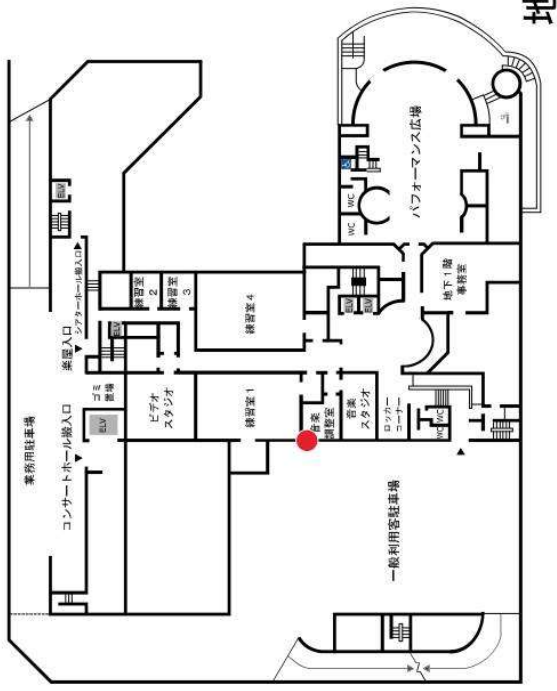 地
業務用駐車場
コンサートホール搬入口
楽屋入口
シアターホール搬入口
ELV
ELV
ELV
ゴミ
置場
ビデオ
スタジオ
練習室
2
練習室
3
練習室4
練習室1
音楽
調整室
音楽
スタジオ
ロッカー
コーナー
WC
WC
ELV
ELV
一般利用客駐車場
地下1階
事務室
WC
WC
パフォーマンス広場